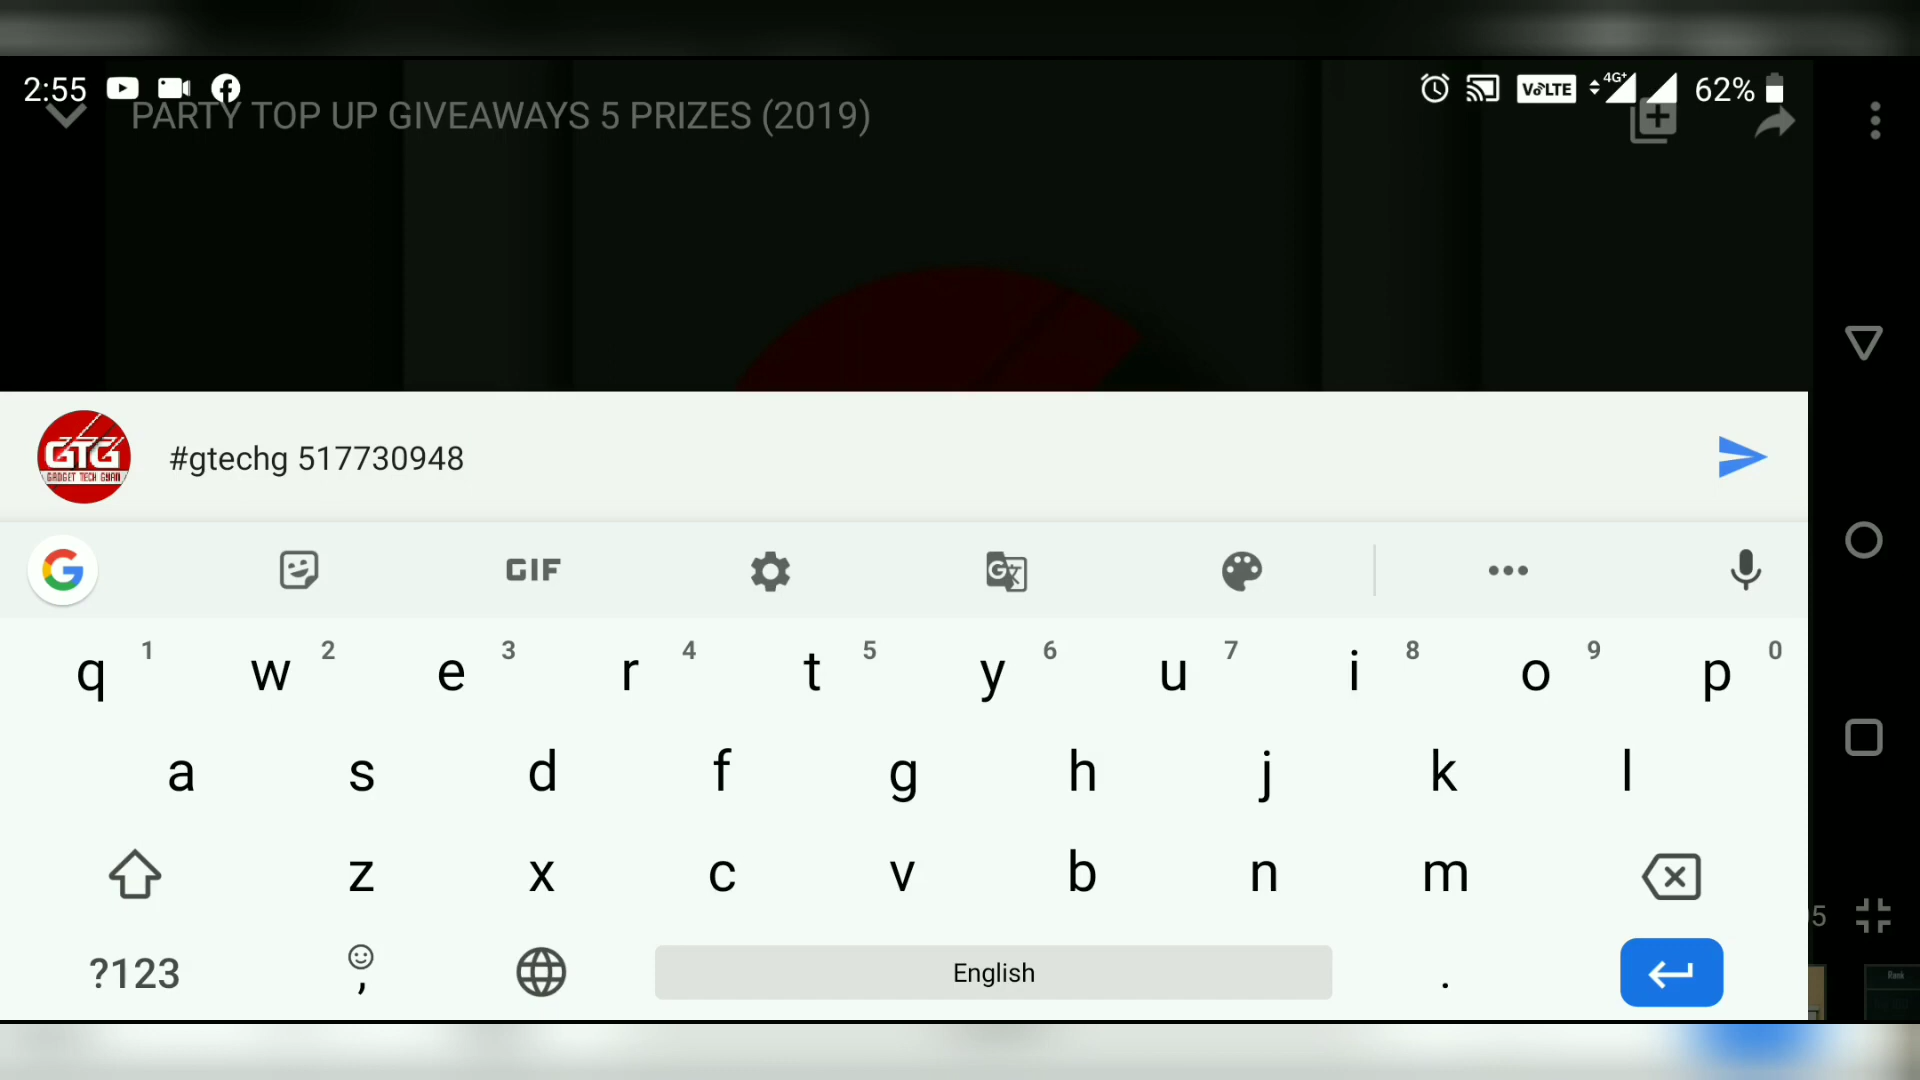 2:55
VoLTE 4G+ 62%
PARTY TOP UP GIVEAWAYS 5 PRIZES (2019)
GTG
GADGET TECH GYAN
#gtechg 517730948
G GIF G
q 1 w 2 e 3 r 4 t 5 y 6 u 7 i 8 o 9 p 0
a s d f g h j k l
z x c v b n m
?123 , English .